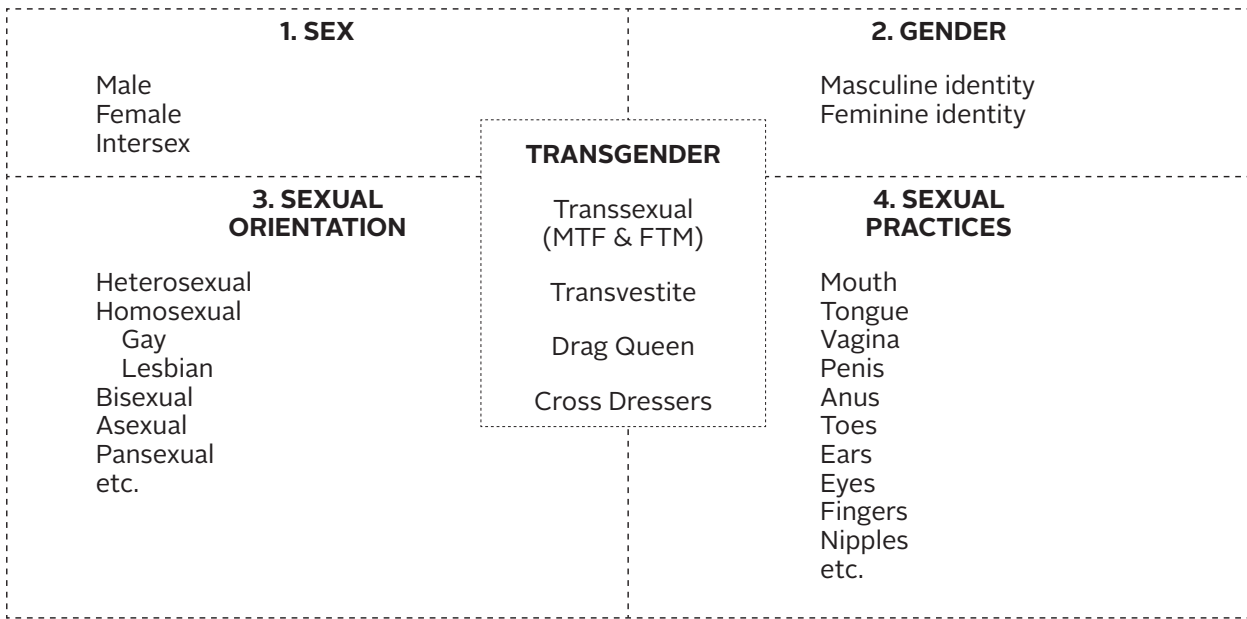 1. SEX
Male
Female
Intersex
2. GENDER
Masculine identity
Feminine identity
TRANSGENDER
Transsexual
(MTF & FTM)
Transvestite
Drag Queen
Cross Dressers
3. SEXUAL
ORIENTATION
Heterosexual
Homosexual
Gay
Lesbian
Bisexual
Asexual
Pansexual
etc.
4. SEXUAL
PRACTICES
Mouth
Tongue
Vagina
Penis
Anus
Toes
Ears
Eyes
Fingers
Nipples
etc.